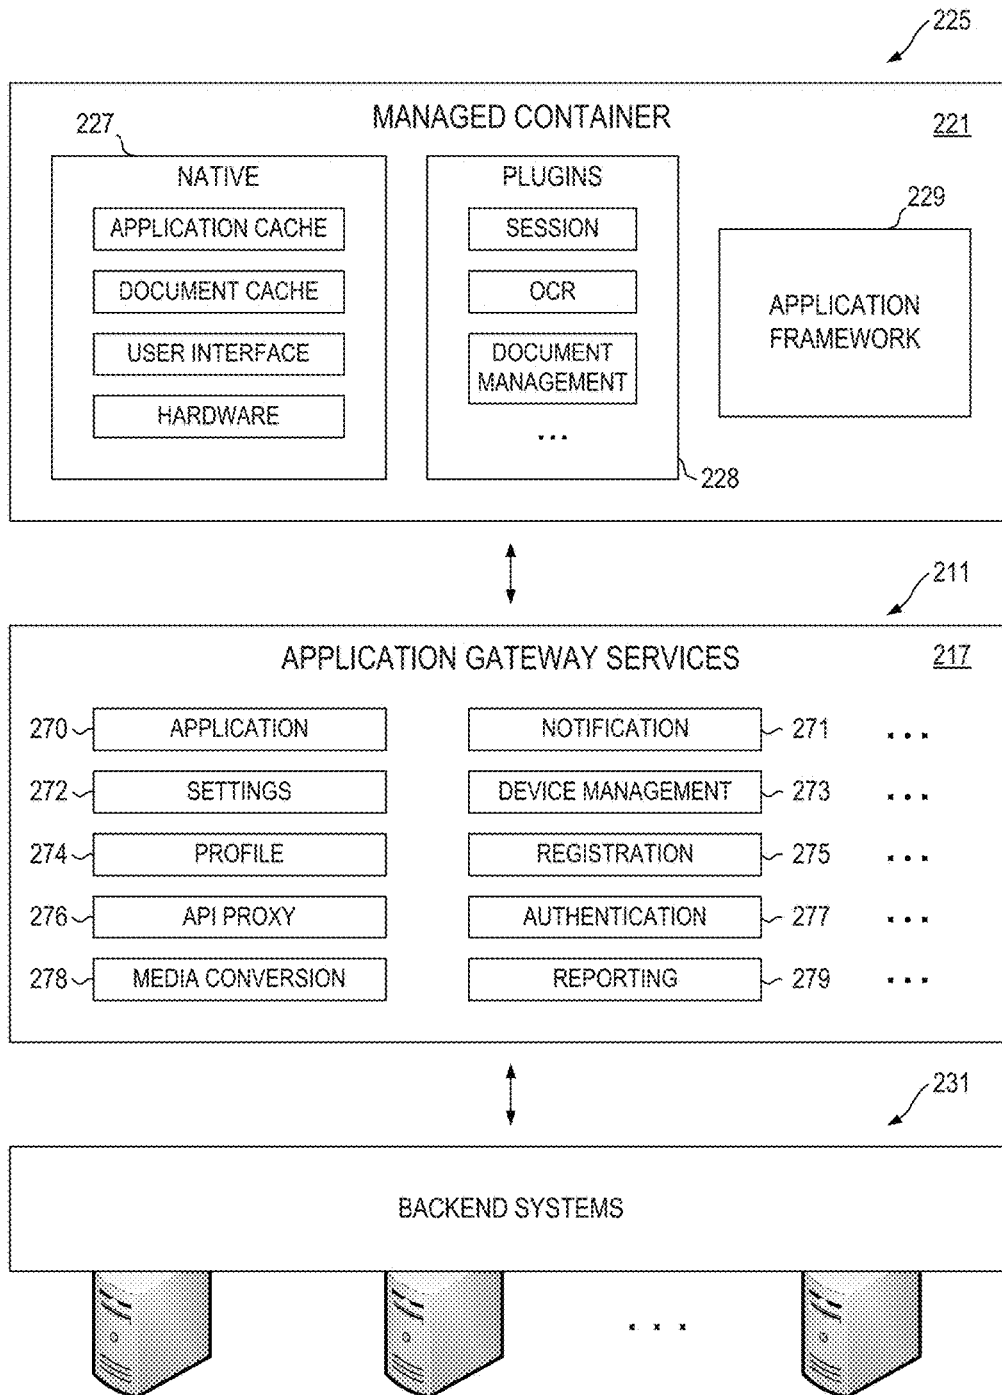 225
MANAGED CONTAINER
221
227
NATIVE
APPLICATION CACHE
DOCUMENT CACHE
USER INTERFACE
HARDWARE
PLUGINS
SESSION
OCR
DOCUMENT
MANAGEMENT
...
228
229
APPLICATION
FRAMEWORK
211
APPLICATION GATEWAY SERVICES
217
270 APPLICATION NOTIFICATION 271 ...
272 SETTINGS DEVICE MANAGEMENT 273 ...
274 PROFILE REGISTRATION 275 ...
276 API PROXY AUTHENTICATION 277 ...
278 MEDIA CONVERSION REPORTING 279 ...
231
BACKEND SYSTEMS
...